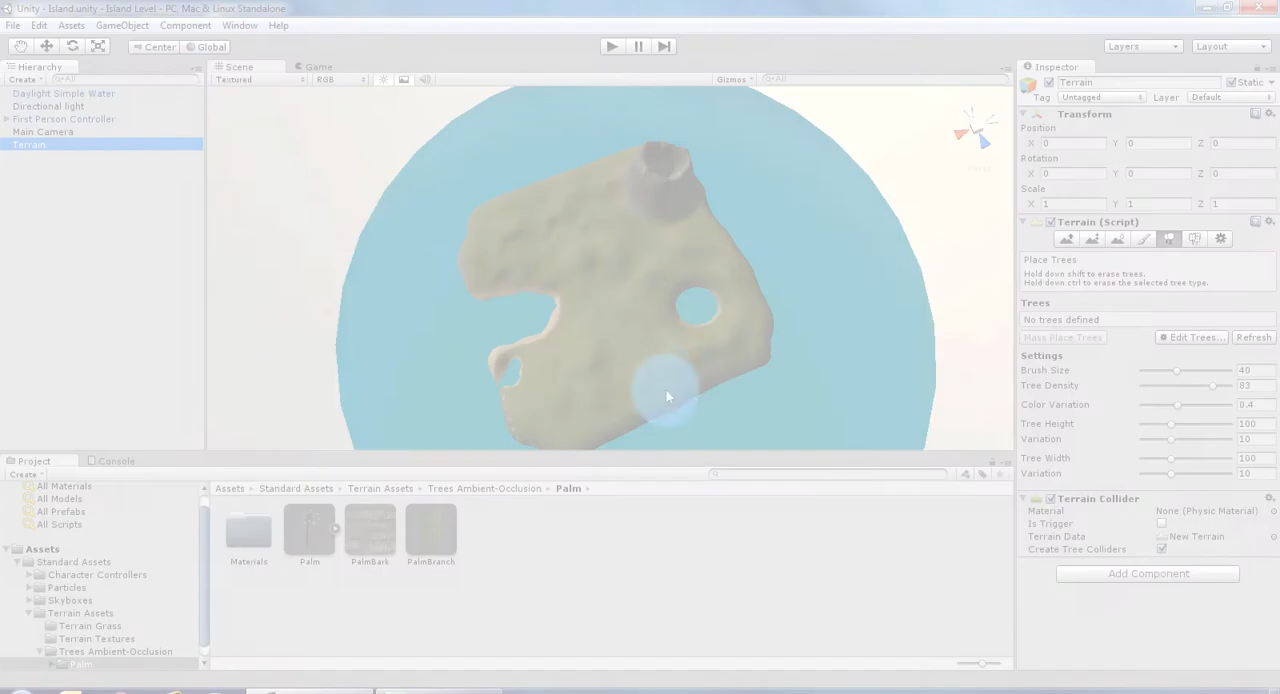 Unity - Island.unity - Island Level - PC, Mac & Linux Standalone
File Edit Assets GameObject Component Window Help
Center Global Layers Layout
Hierarchy
Create All
Daylight Simple Water
Directional light
First Person Controller
Main Camera
Terrain
Scene Game
Textured RGB Gizmos All
Inspector
Terrain Static
Tag Untagged Layer Default
Transform
Position
X 0 Y 0 Z 0
Rotation
X 0 Y 0 Z 0
Scale
X 1 Y 1 Z 1
Terrain (Script)
Place Trees
Hold down shift to erase trees.
Hold down ctrl to erase the selected tree type.
Trees
No trees defined
Mass Place Trees Edit Trees... Refresh
Settings
Brush Size 40
Tree Density 83
Color Variation 0.4
Tree Height 100
Variation 10
Tree Width 100
Variation 10
Terrain Collider
Material None (Physic Material)
Is Trigger
Terrain Data New Terrain
Create Tree Colliders
Add Component
Project Console
Create
All Materials
All Models
All Prefabs
All Scripts
Assets
Standard Assets
Character Controllers
Particles
Skyboxes
Terrain Assets
Terrain Grass
Terrain Textures
Trees Ambient-Occlusion
Palm
Assets Standard Assets Terrain Assets Trees Ambient-Occlusion Palm
Materials Palm PalmBark PalmBranch